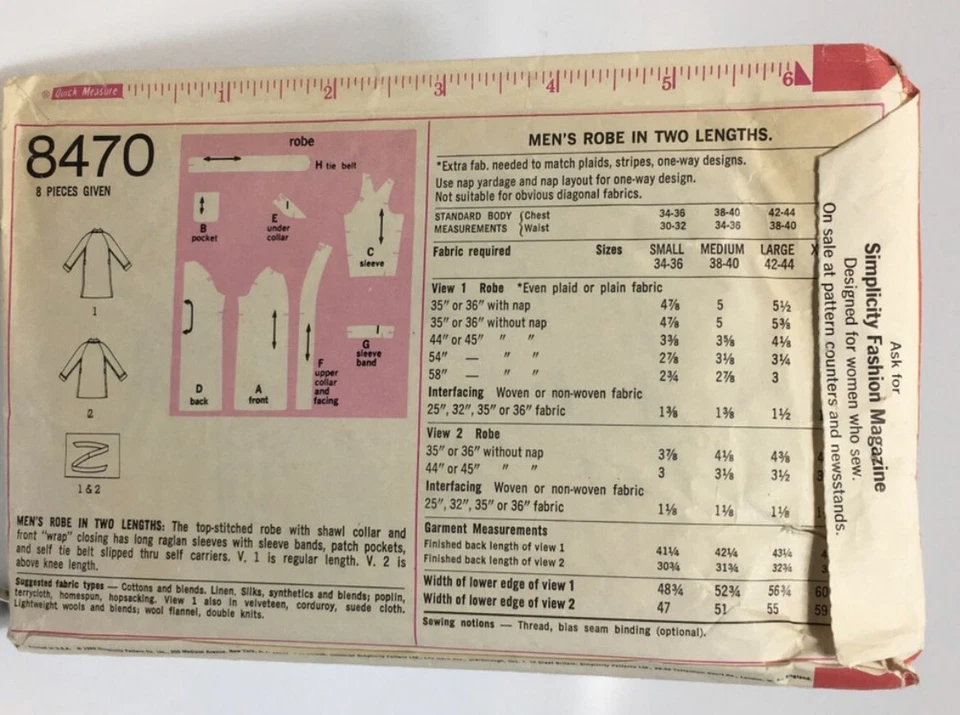 ® Quick Measure 1 2 3 4 5 6
8470
8 PIECES GIVEN
1
2
1 & 2
robe
H tie belt
B
pocket
E
under
collar
C
sleeve
G
sleeve
band
F
upper
collar
and
facing
D
back
A
front
MEN'S ROBE IN TWO LENGTHS: The top-stitched robe with shawl collar and
front "wrap" closing has long raglan sleeves with sleeve bands, patch pockets,
and self tie belt slipped thru self carriers. V. 1 is regular length. V. 2 is
above knee length.
Suggested fabric types — Cottons and blends. Linen, Silks, synthetics and blends; poplin,
terrycloth, homespun, hopsacking. View 1 also in velveteen, corduroy, suede cloth.
Lightweight wools and blends; wool flannel, double knits.
MEN'S ROBE IN TWO LENGTHS.
*Extra fab. needed to match plaids, stripes, one-way designs.
Use nap yardage and nap layout for one-way design.
Not suitable for obvious diagonal fabrics.
STANDARD BODY { Chest 34-36 38-40 42-44
MEASUREMENTS { Waist 30-32 34-36 38-40
Fabric required Sizes SMALL MEDIUM LARGE X
34-36 38-40 42-44
View 1 Robe *Even plaid or plain fabric
35" or 36" with nap 4⅞ 5 5½
35" or 36" without nap 4⅞ 5 5⅜
44" or 45" " " 3⅜ 3⅝ 4⅛
54" — " " 2⅞ 3⅛ 3¼
58" — " " 2¾ 2⅞ 3
Interfacing Woven or non-woven fabric
25", 32", 35" or 36" fabric 1⅜ 1⅜ 1½ 1
View 2 Robe
35" or 36" without nap 3⅞ 4⅛ 4⅜ 4
44" or 45" " " 3 3⅛ 3½ 3
Interfacing Woven or non-woven fabric
25", 32", 35" or 36" fabric 1⅛ 1⅛ 1⅛ 1
Garment Measurements
Finished back length of view 1 41¼ 42¼ 43¼ 4
Finished back length of view 2 30¾ 31¾ 32¾ 3
Width of lower edge of view 1 48¾ 52¾ 56¾ 60
Width of lower edge of view 2 47 51 55 59
Sewing notions — Thread, bias seam binding (optional).
Ask for
Simplicity Fashion Magazine
Designed for women who sew.
On sale at pattern counters and newsstands.